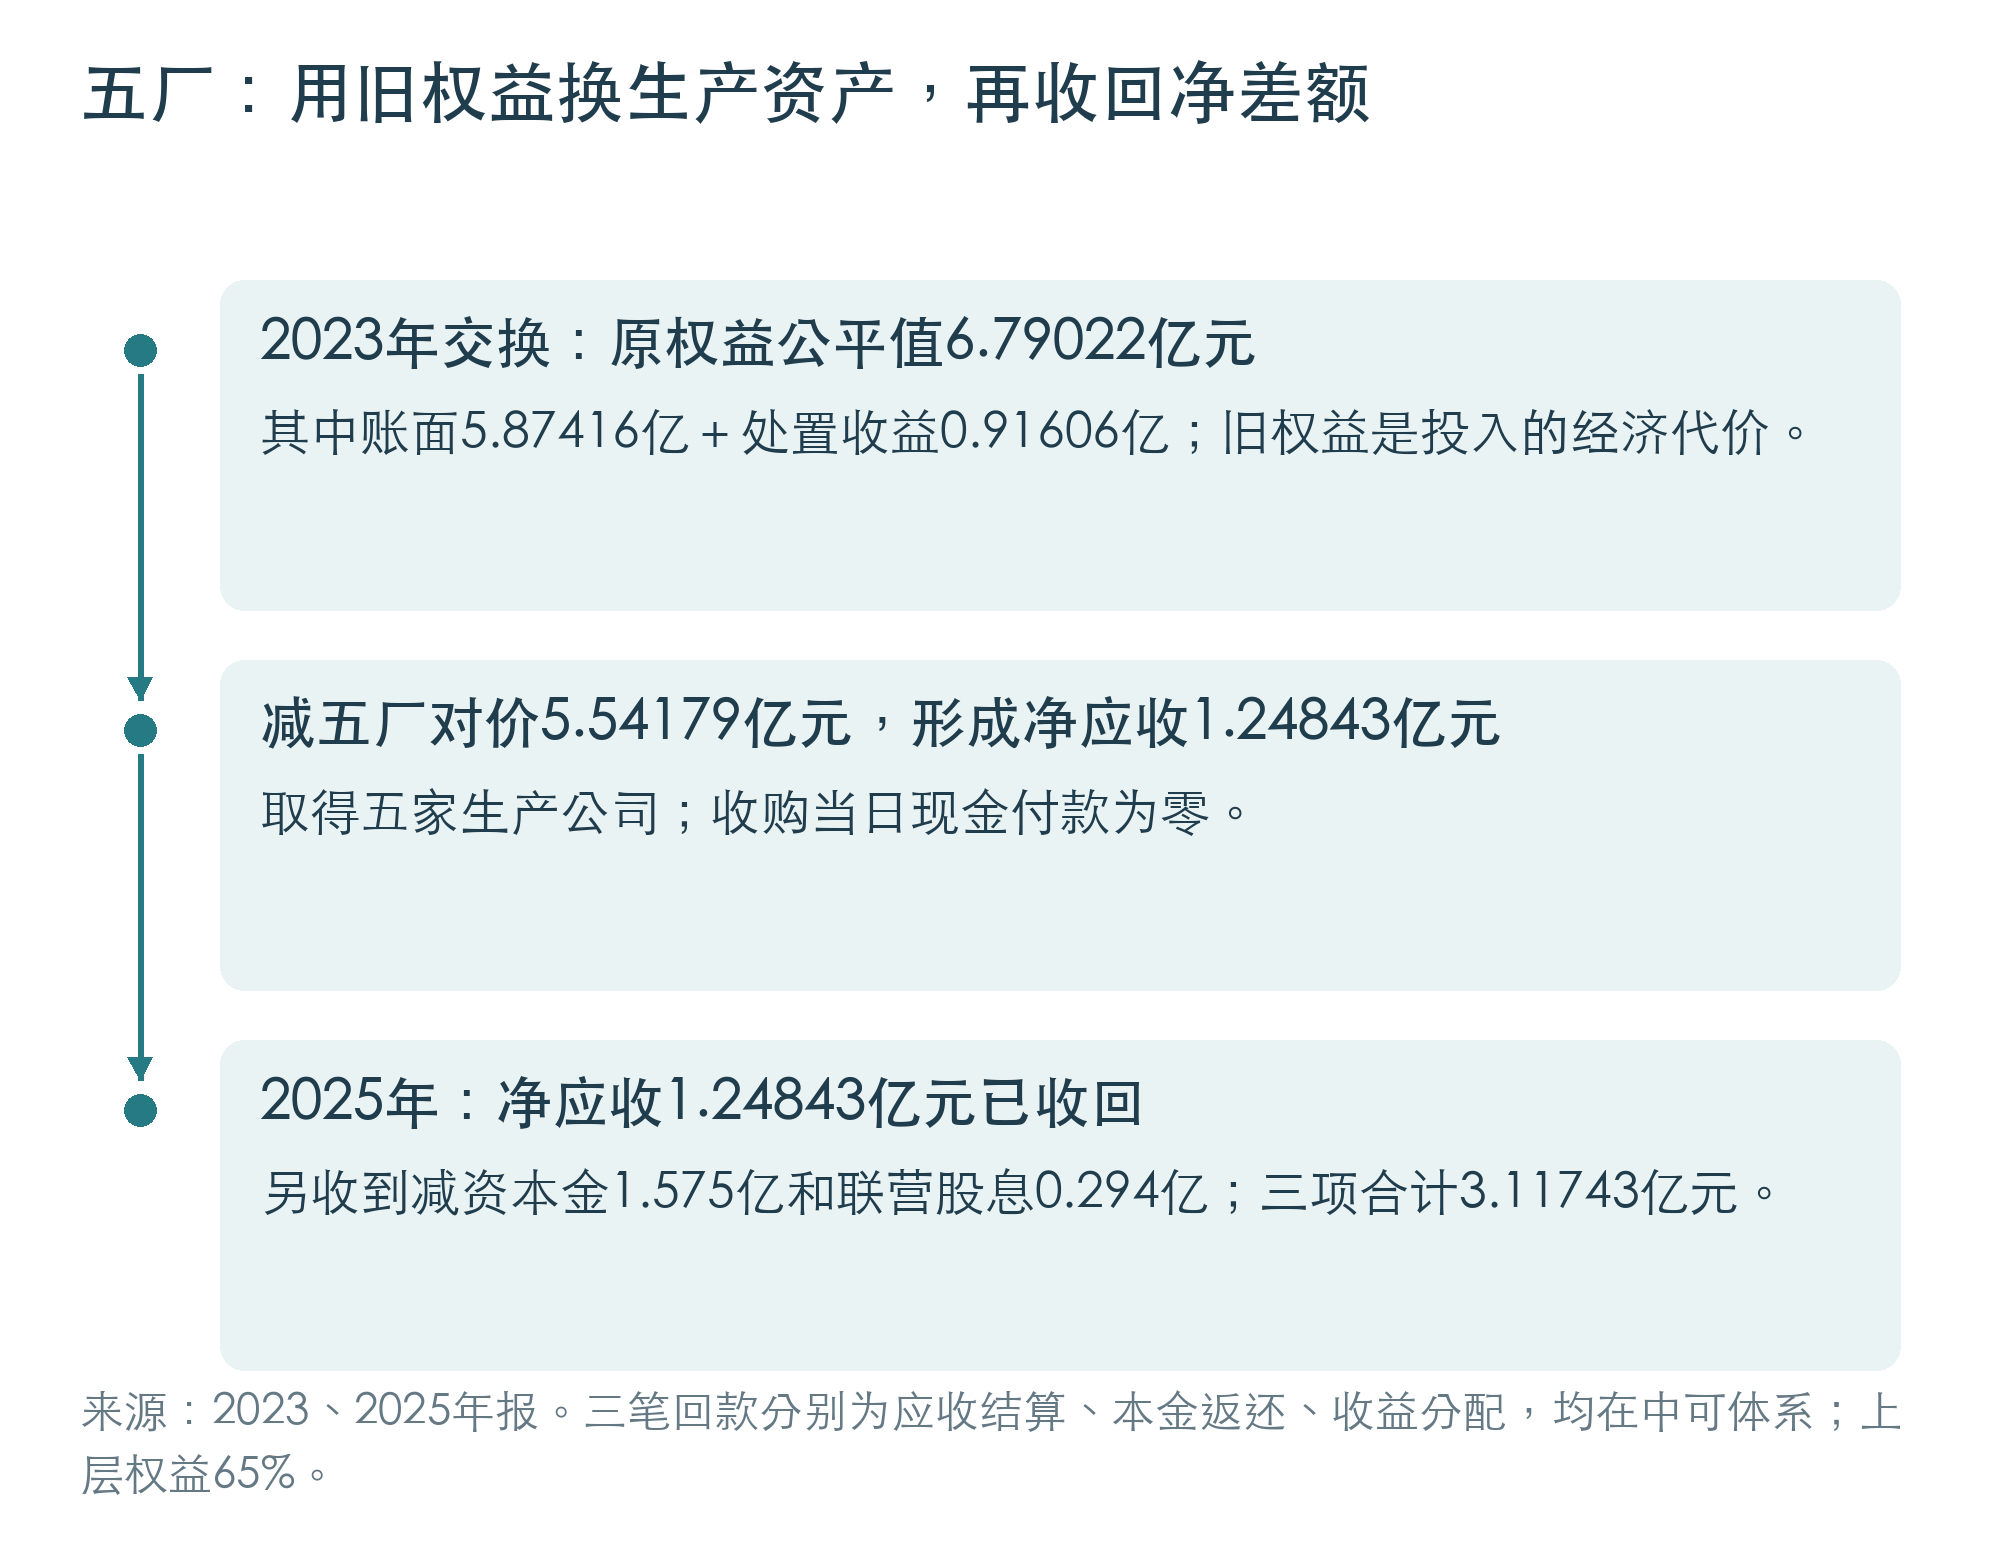 五厂：用旧权益换生产资产，再收回净差额
2023年交换：原权益公平值6.79022亿元
其中账面5.87416亿＋处置收益0.91606亿；旧权益是投入的经济代价。
减五厂对价5.54179亿元，形成净应收1.24843亿元
取得五家生产公司；收购当日现金付款为零。
2025年：净应收1.24843亿元已收回
另收到减资本金1.575亿和联营股息0.294亿；三项合计3.11743亿元。
来源：2023、2025年报。三笔回款分别为应收结算、本金返还、收益分配，均在中可体系；上
层权益65%。